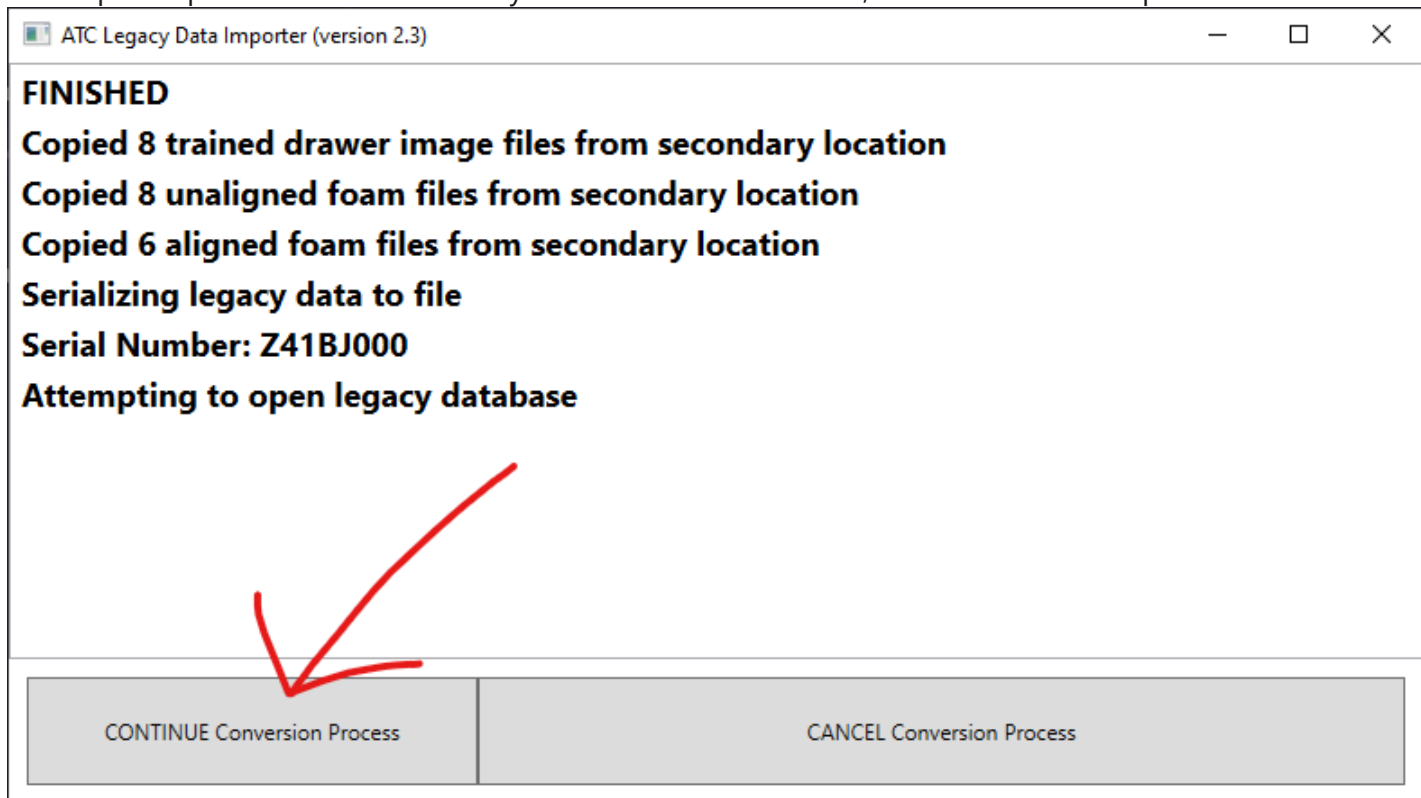 ATC Legacy Data Importer (version 2.3)
FINISHED
Copied 8 trained drawer image files from secondary location
Copied 8 unaligned foam files from secondary location
Copied 6 aligned foam files from secondary location
Serializing legacy data to file
Serial Number: Z41BJ000
Attempting to open legacy database
CONTINUE Conversion Process
CANCEL Conversion Process